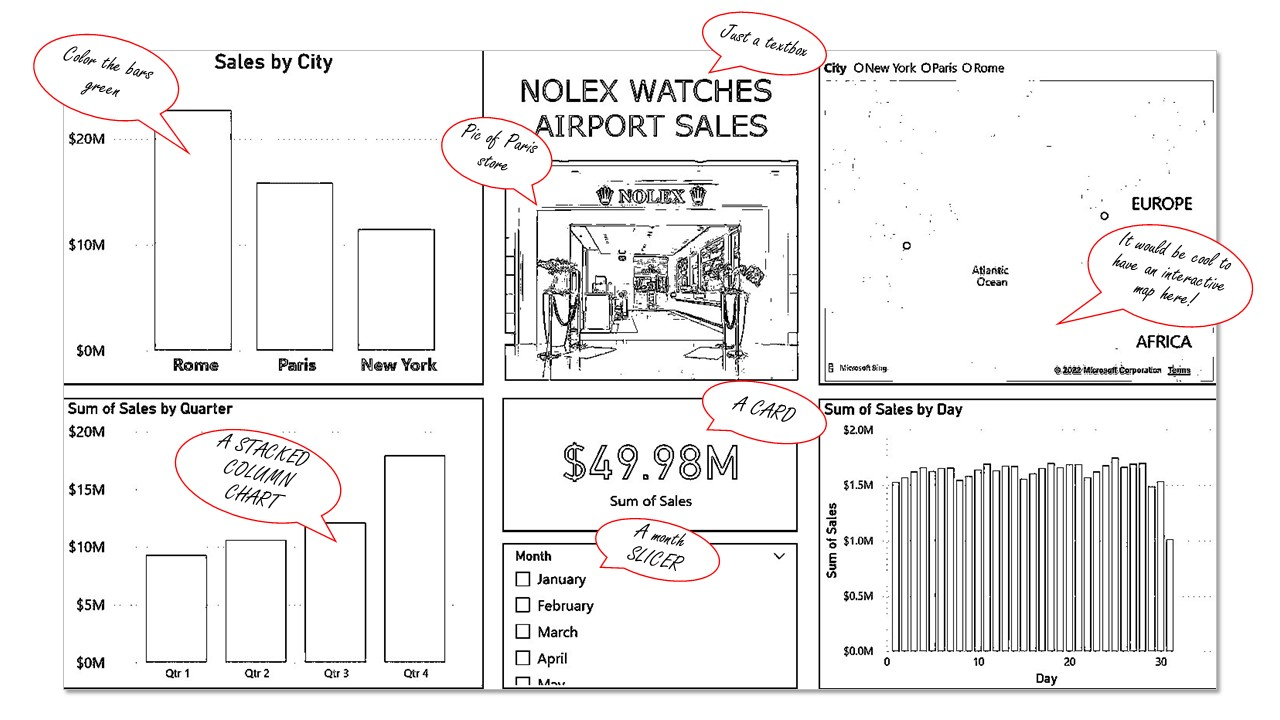 Color the bars
green
Sales by City
$20M
$10M
$0M
Rome
Paris
New York
Just a textbox
NOLEX WATCHES
AIRPORT SALES
Pic of Paris
store
NOLEX
City New York Paris Rome
EUROPE
It would be cool to
have an interactive
map here!
Atlantic
Ocean
AFRICA
Microsoft Bing
© 2022 Microsoft Corporation Terms
Sum of Sales by Quarter
$20M
$15M
$10M
$5M
$0M
A STACKED
COLUMN
CHART
Qtr 1
Qtr 2
Qtr 3
Qtr 4
A CARD
$49.98M
Sum of Sales
A month
SLICER
Month
January
February
March
April
May
Sum of Sales by Day
Sum of Sales
$2.0M
$1.5M
$1.0M
$0.5M
$0.0M
0
10
20
30
Day